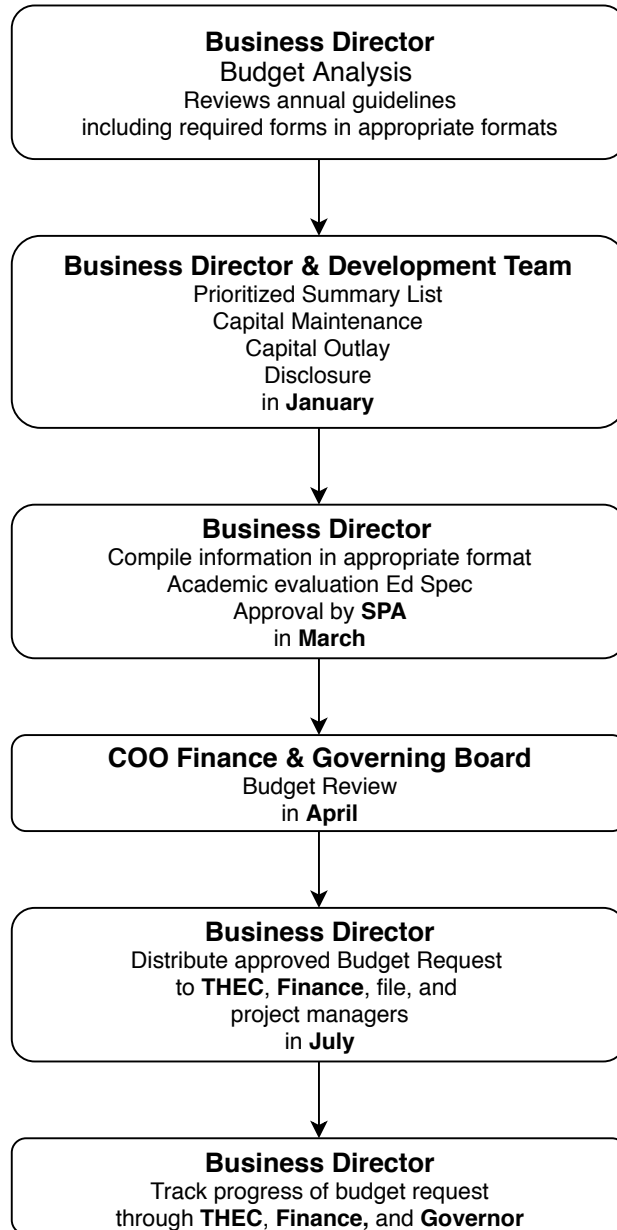 Business Director
Budget Analysis
Reviews annual guidelines
including required forms in appropriate formats
Business Director & Development Team
Prioritized Summary List
Capital Maintenance
Capital Outlay
Disclosure
in January
Business Director
Compile information in appropriate format
Academic evaluation Ed Spec
Approval by SPA
in March
COO Finance & Governing Board
Budget Review
in April
Business Director
Distribute approved Budget Request
to THEC, Finance, file, and
project managers
in July
Business Director
Track progress of budget request
through THEC, Finance, and Governor